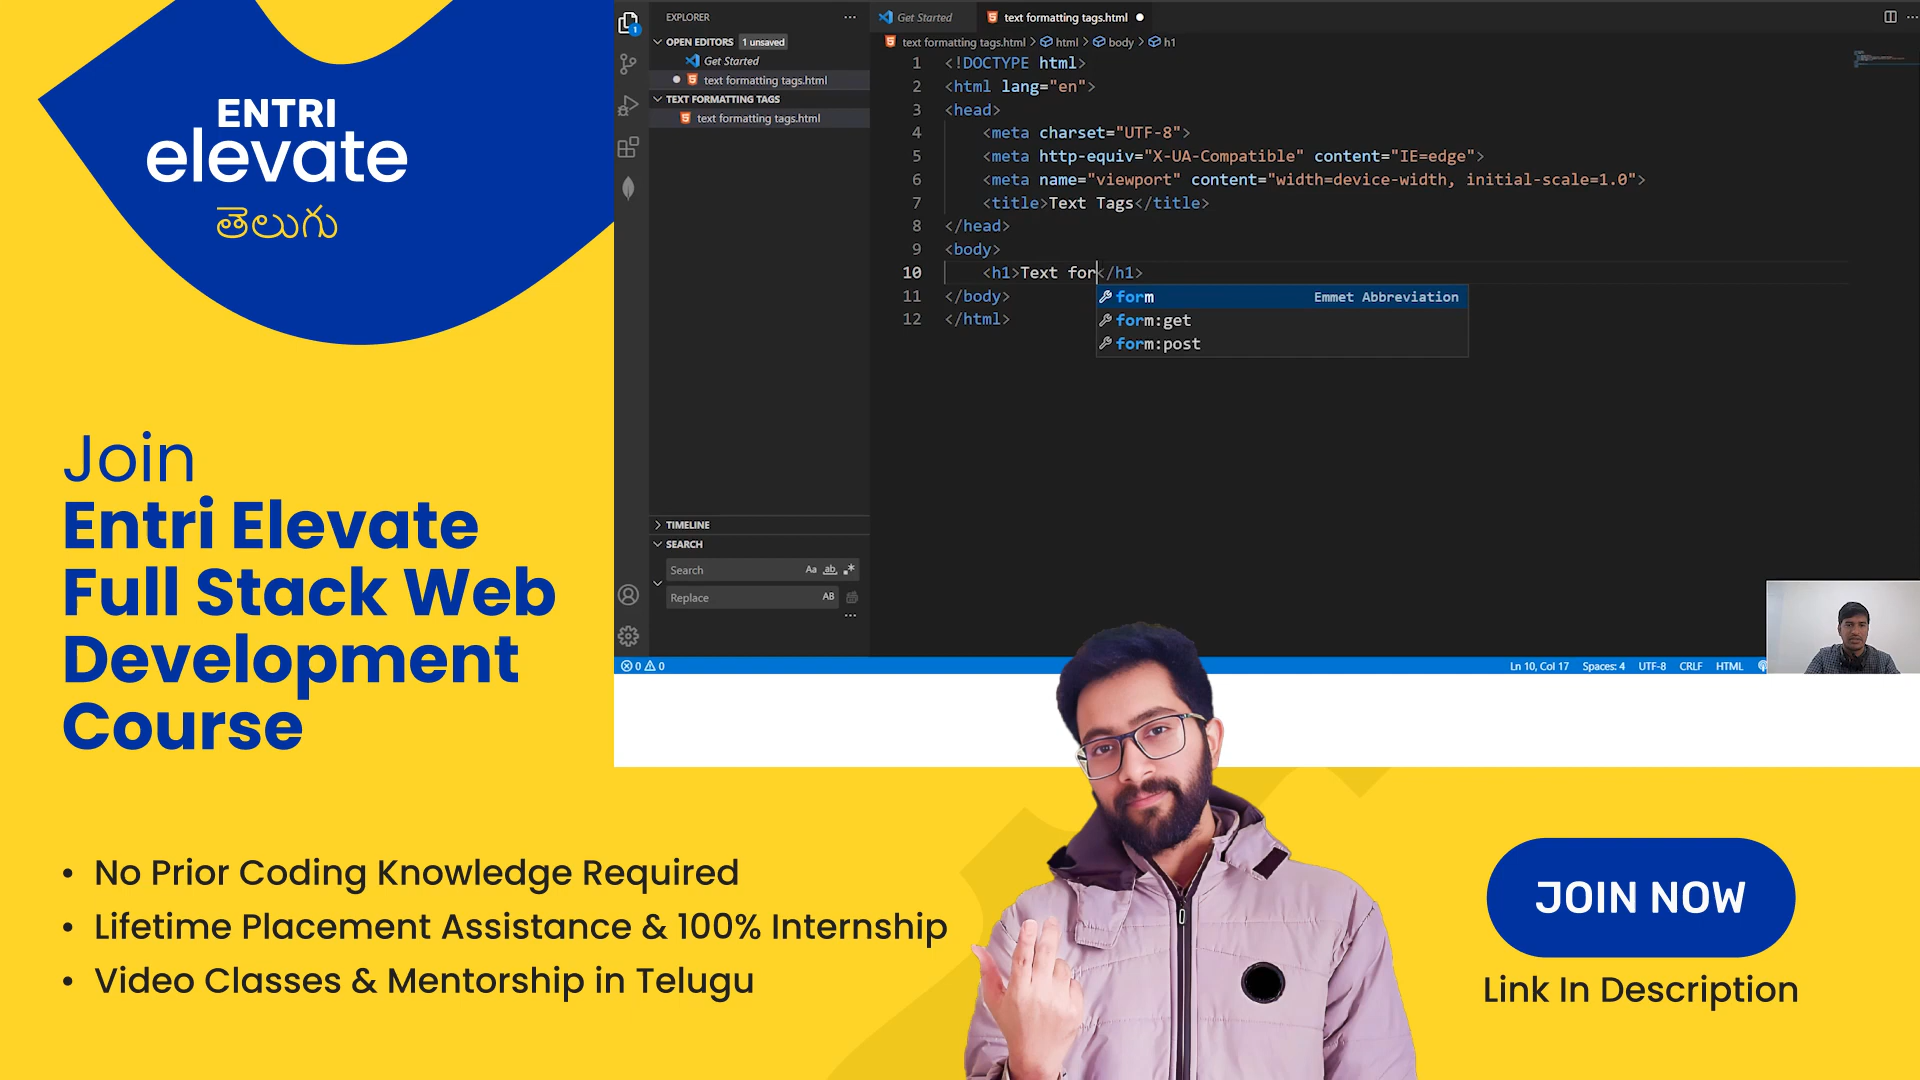 ENTRI
elevate
తెలుగు
Join
Entri Elevate
Full Stack Web
Development
Course
• No Prior Coding Knowledge Required
• Lifetime Placement Assistance & 100% Internship
• Video Classes & Mentorship in Telugu
EXPLORER
OPEN EDITORS 1 unsaved
Get Started
text formatting tags.html
TEXT FORMATTING TAGS
text formatting tags.html
TIMELINE
SEARCH
Search Aa ab
Replace AB
1
Get Started text formatting tags.html
text formatting tags.html > html > body > h1
1 <!DOCTYPE html>
2 <html lang="en">
3 <head>
4 <meta charset="UTF-8">
5 <meta http-equiv="X-UA-Compatible" content="IE=edge">
6 <meta name="viewport" content="width=device-width, initial-scale=1.0">
7 <title>Text Tags</title>
8 </head>
9 <body>
10 <h1>Text for</h1>
11 </body>
12 </html>
form Emmet Abbreviation
form:get
form:post
0 0 Ln 10, Col 17 Spaces: 4 UTF-8 CRLF HTML
JOIN NOW
Link In Description